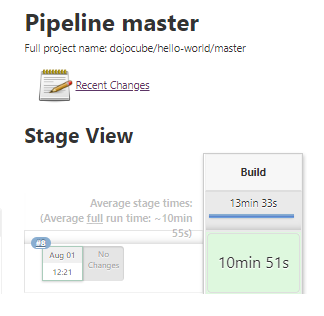 Pipeline master
Full project name: dojocube/hello-world/master
Recent Changes
Stage View
Build
Average stage times:
(Average full run time: ~10min
55s)
13min 33s
#8
Aug 01
12:21
No
Changes
10min 51s